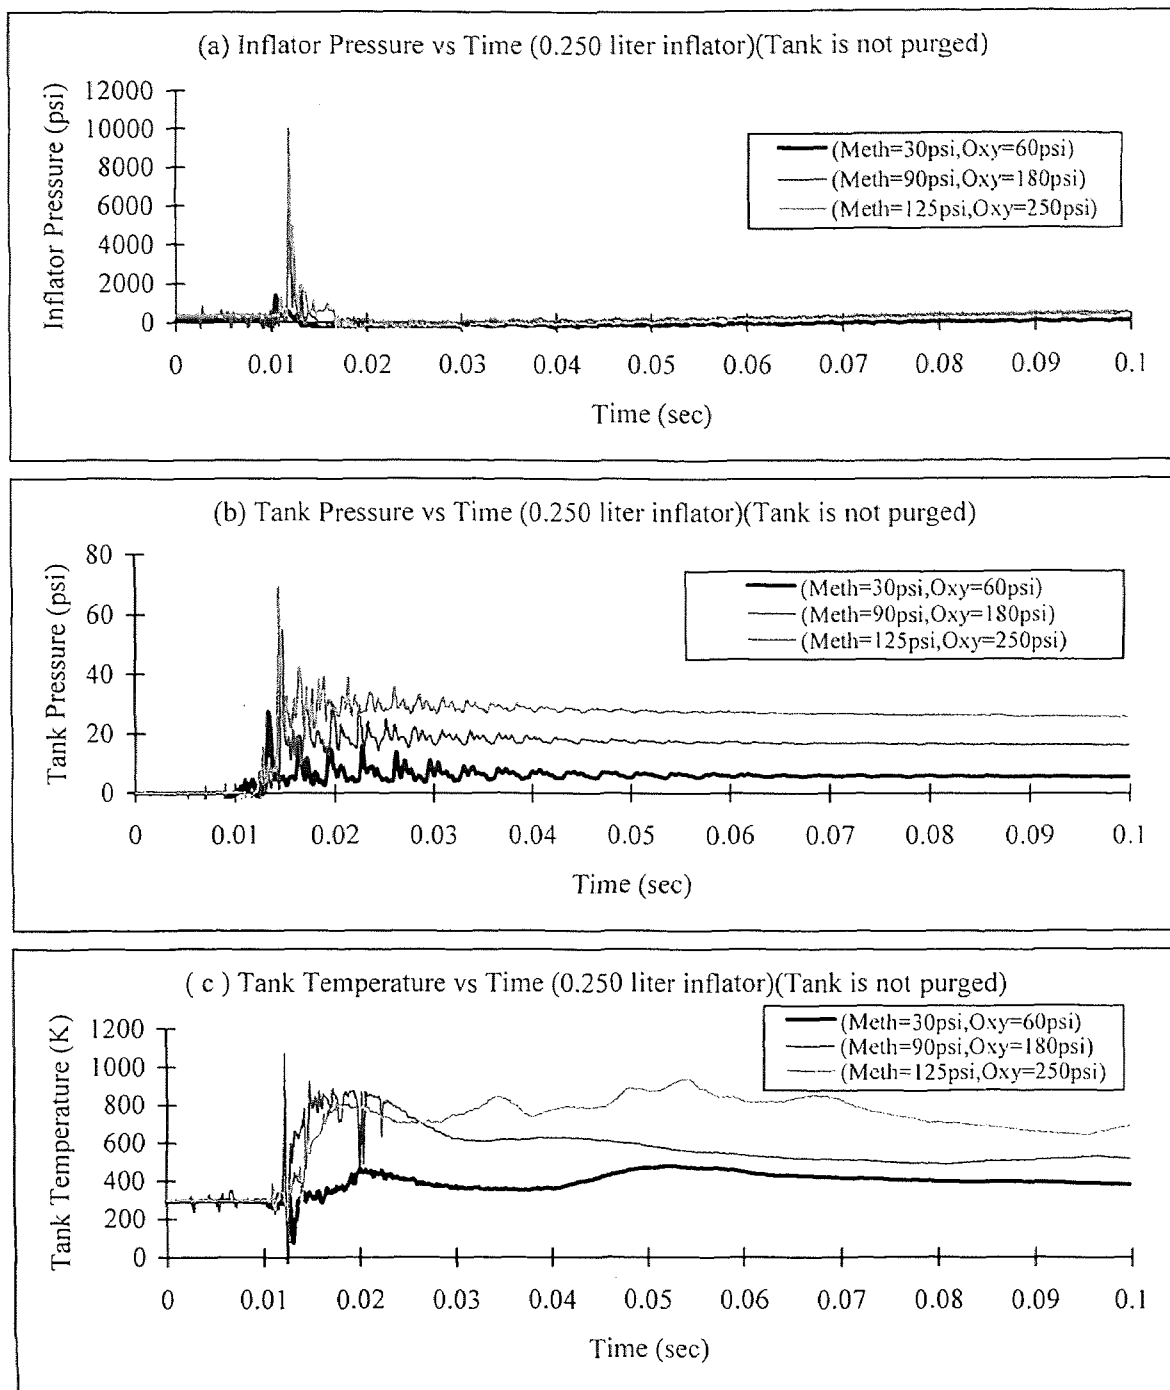 (a) Inflator Pressure vs Time (0.250 liter inflator)(Tank is not purged)
Inflator Pressure (psi)
12000
10000
8000
6000
4000
2000
0
(Meth=30psi,Oxy=60psi)
(Meth=90psi,Oxy=180psi)
(Meth=125psi,Oxy=250psi)
0 0.01 0.02 0.03 0.04 0.05 0.06 0.07 0.08 0.09 0.1
Time (sec)
(b) Tank Pressure vs Time (0.250 liter inflator)(Tank is not purged)
Tank Pressure (psi)
80
60
40
20
0
(Meth=30psi,Oxy=60psi)
(Meth=90psi,Oxy=180psi)
(Meth=125psi,Oxy=250psi)
0 0.01 0.02 0.03 0.04 0.05 0.06 0.07 0.08 0.09 0.1
Time (sec)
( c ) Tank Temperature vs Time (0.250 liter inflator)(Tank is not purged)
Tank Temperature (K)
1200
1000
800
600
400
200
0
(Meth=30psi,Oxy=60psi)
(Meth=90psi,Oxy=180psi)
(Meth=125psi,Oxy=250psi)
0 0.01 0.02 0.03 0.04 0.05 0.06 0.07 0.08 0.09 0.1
Time (sec)